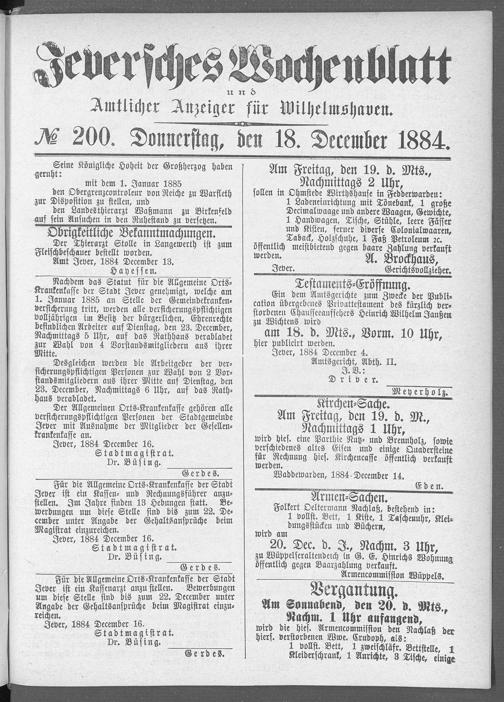 Jeversches Wochenblatt
und
Amtlicher Anzeiger für Wilhelmshaven.
№ 200. Donnerstag, den 18. December 1884.
Seine Königliche Hoheit der Großherzog haben
geruht:
mit dem 1. Januar 1885
den Obergrenzcontroleur von Reiche zu Varsleth
zur Disposition zu stellen, und
den Landesthierarzt Waßmann zu Birkenfeld
auf sein Ansuchen in den Ruhestand zu versetzen.
Obrigkeitliche Bekanntmachungen.
Der Thierarzt Stolle in Langewerth ist zum
Fleischbeschauer bestellt worden.
Amt Jever, 1884 December 13.
Hayessen.
Nachdem das Statut für die Allgemeine Orts-
Krankenkasse der Stadt Jever genehmigt, welche am
1. Januar 1885 an Stelle der Gemeindekranken-
versicherung tritt, werden alle versicherungspflichtigen
volljährigen im Besitz der bürgerlichen Ehrenrechte
befindlichen Arbeiter auf Dienstag, den 23. December,
Nachmittags 5 Uhr, auf das Rathhaus verabladet
zur Wahl von 4 Vorstandsmitgliedern aus ihrer
Mitte.
Desgleichen werden die Arbeitgeber der ver-
sicherungspflichtigen Personen zur Wahl von 2 Vor-
standsmitgliedern aus ihrer Mitte auf Dienstag, den
23. December, Nachmittags 6 Uhr, auf das Rath-
haus verabladet.
Der Allgemeinen Orts-Krankenkasse gehören alle
versicherungspflichtigen Personen der Stadtgemeinde
Jever mit Ausnahme der Mitglieder der Gesellen-
krankenkasse an.
Jever, 1884 December 16.
Stadtmagistrat.
Dr. Büsing.
Gerdes.
Für die Allgemeine Orts-Krankenkasse der Stadt
Jever ist ein Kassen- und Rechnungsführer anzu-
stellen. Im Jahre finden 13 Hebungen statt. Be-
werbungen um diese Stelle sind bis zum 22. De-
cember unter Angabe der Gehaltsansprüche beim
Magistrat einzureichen.
Jever, 1884 December 16.
Stadtmagistrat.
Dr. Büsing.
Gerdes.
Für die Allgemeine Orts-Krankenkasse der Stadt
Jever ist ein Kassenarzt anzustellen. Bewerbungen
um diese Stelle sind bis zum 22. December unter
Angabe der Gehaltsansprüche beim Magistrat einzu-
reichen.
Jever, 1884 December 16.
Stadtmagistrat.
Dr. Büsing.
Gerdes.
Am Freitag, den 19. d. Mts.,
Nachmittags 2 Uhr,
sollen in Ohmstede Wirthshause in Fedderwarden:
1 Ladeneinrichtung mit Tönebank, 1 große
Decimalwaage und andere Waagen, Gewichte,
1 Handwagen, Tische, Stühle, leere Fässer
und Kisten, ferner diverse Colonialwaaren,
Taback, Holzschuhe, 1 Faß Petroleum ꝛc.
öffentlich meistbietend gegen baare Zahlung verkauft
werden.
A. Brockhaus,
Jever. Gerichtsvollzieher.
Testaments-Eröffnung.
Ein dem Amtsgerichte zum Zwecke der Publi-
cation übergebenes Privattestament des kürzlich ver-
storbenen Chausseeaufsehers Heinrich Wilhelm Janßen
zu Wichtens wird
am 18. d. Mts., Vorm. 10 Uhr,
hier publicirt werden.
Jever, 1884 December 4.
Amtsgericht, Abth. II.
J. V.:
Driver.
Meyerholz.
Kirchen-Sache.
Am Freitag, den 19. d. M.,
Nachmittags 1 Uhr,
wird hies. eine Parthie Nutz- und Brennholz, sowie
verschiedenes altes Eisen und einige Quadersteine
für Rechnung hies. Kirchencasse öffentlich verkauft
werden.
Waddewarden, 1884 December 14.
Eden.
Armen-Sachen.
Folkert Oeltermann Nachlaß, bestehend in:
1 vollst. Bett, 1 Kiste, 1 Taschenuhr, Klei-
dungsstücken und Büchern,
wird am
20. Dec. d. J., Nachm. 3 Uhr,
zu Wüppelseraltendeich in G. E. Hinrichs Wohnung
öffentlich gegen Baarzahlung verkauft.
Armencommission Wüppels.
Vergantung.
Am Sonnabend, den 20. d. Mts.,
Nachm. 1 Uhr anfangend,
wird die hies. Armencommission den Nachlaß der
hiers. verstorbenen Wwe. Crudoph, als:
1 vollst. Bett, 1 zweischläfr. Bettstelle, 1
Kleiderschrank, 1 Anrichte, 3 Tische, einige